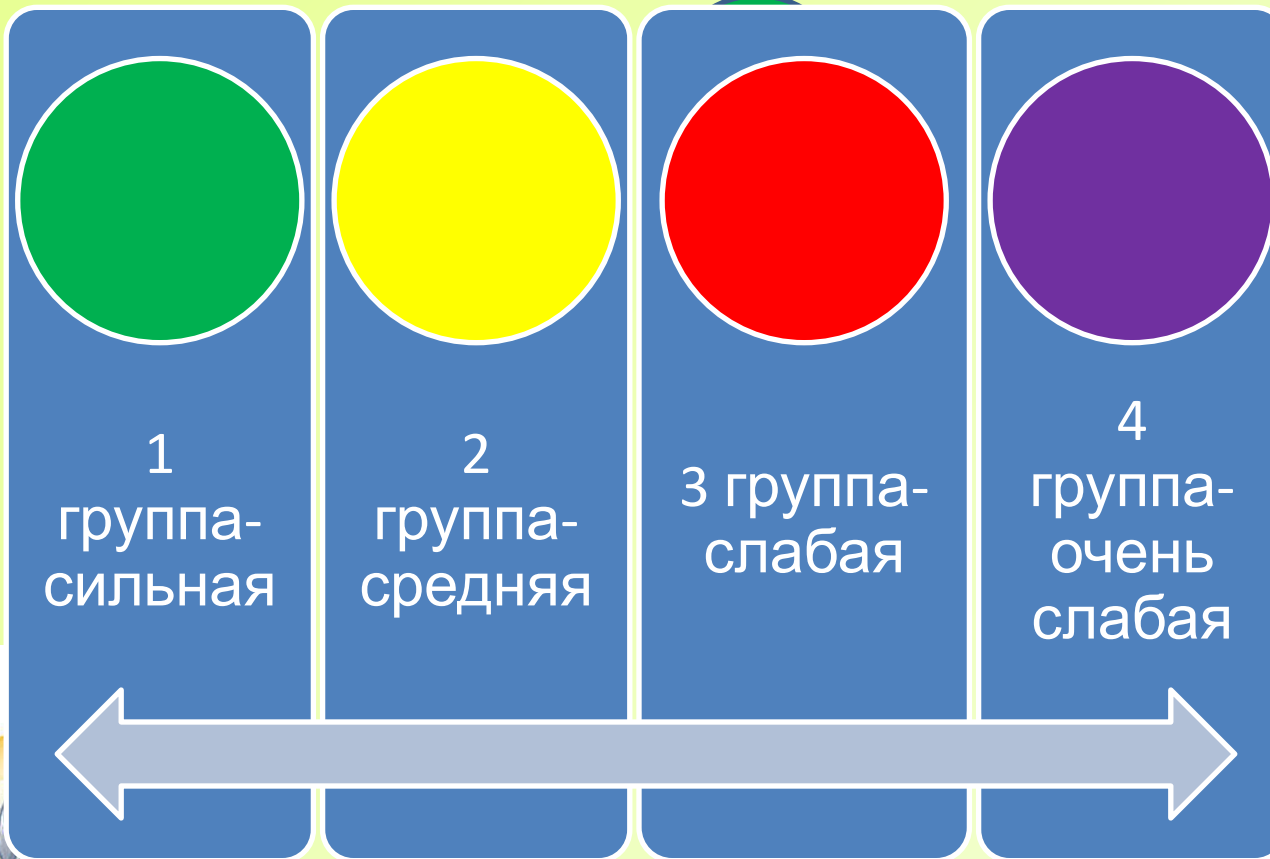 1
группа-
сильная
2
группа-
средняя
3 группа-
слабая
4
группа-
очень
слабая